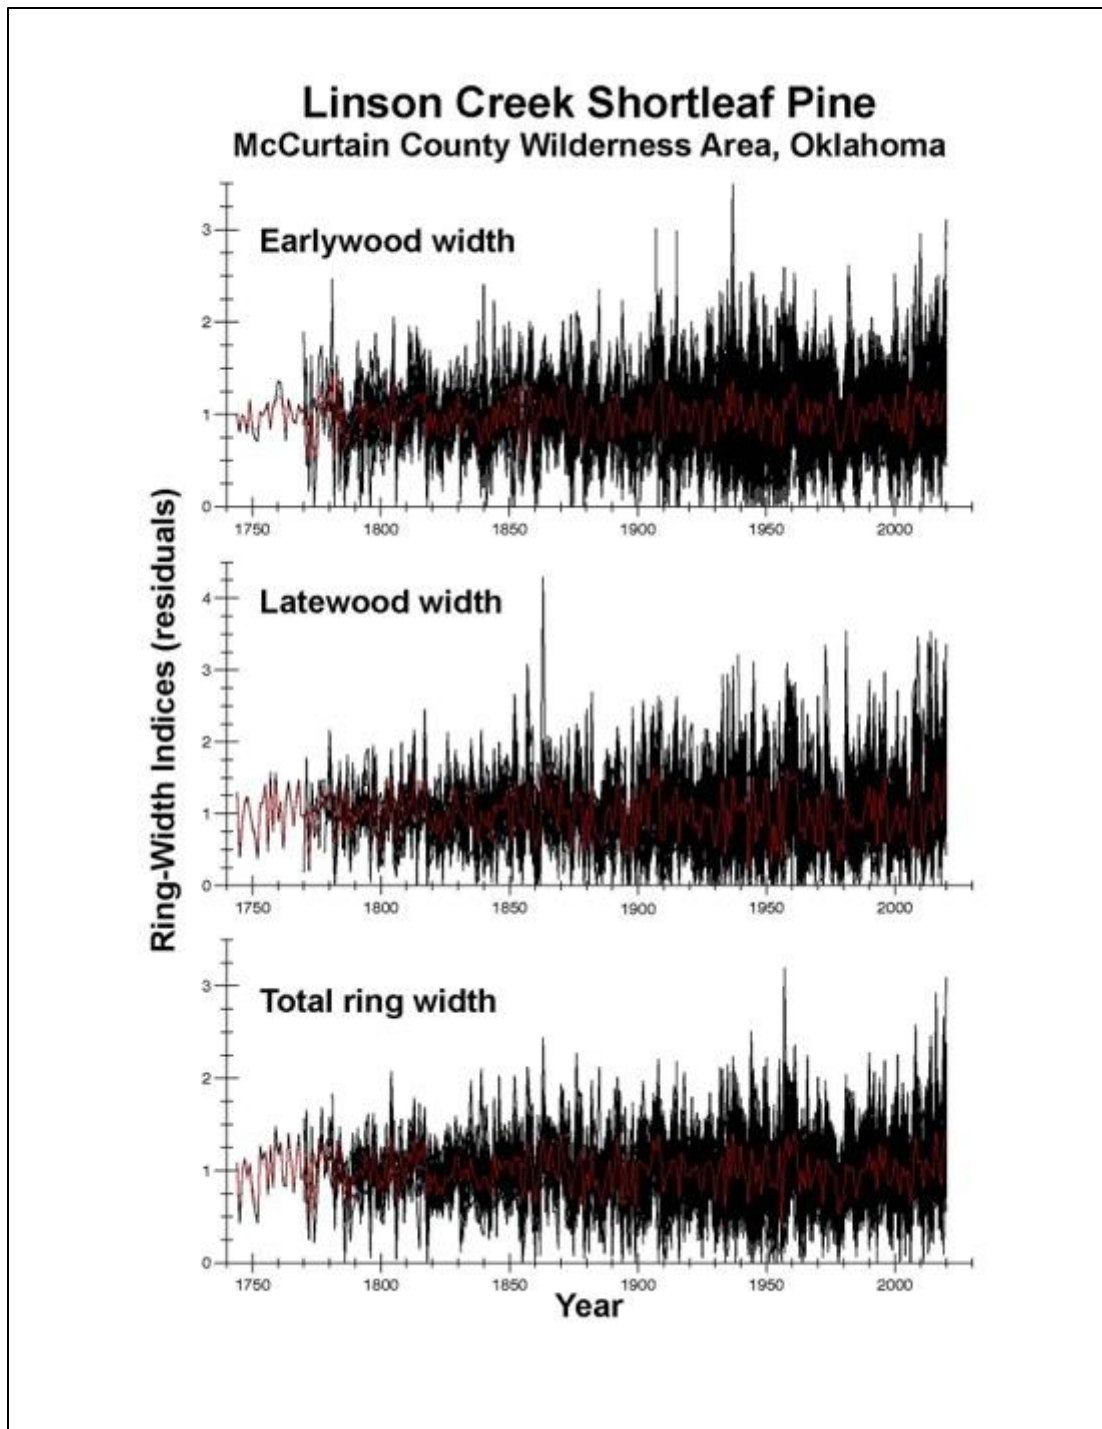 Linson Creek Shortleaf Pine
McCurtain County Wilderness Area, Oklahoma
Ring-Width Indices (residuals)
Earlywood width
3
2
1
0
1750 1800 1850 1900 1950 2000
Latewood width
4
3
2
1
0
1750 1800 1850 1900 1950 2000
Total ring width
3
2
1
0
1750 1800 1850 1900 1950 2000
Year